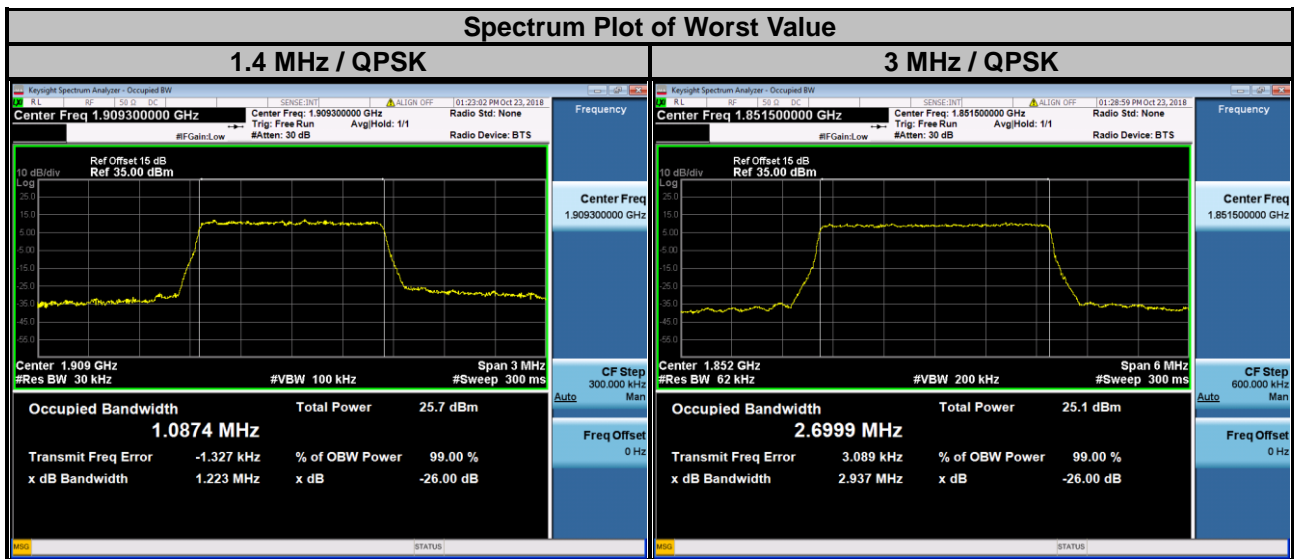 Spectrum Plot of Worst Value
1.4 MHz / QPSK
3 MHz / QPSK
Keysight Spectrum Analyzer - Occupied BW
RL RF 50 Ω DC SENSE:INT ALIGN OFF 01:23:02 PM Oct 23, 2018
Center Freq 1.909300000 GHz
Center Freq: 1.909300000 GHz
Radio Std: None
Trig: Free Run Avg|Hold: 1/1
#IFGain:Low #Atten: 30 dB
Radio Device: BTS
Frequency
Ref Offset 15 dB
10 dB/div Ref 35.00 dBm
Log
25.0
15.0
5.00
-5.00
-15.0
-25.0
-35.0
-45.0
-55.0
Center 1.909 GHz
Span 3 MHz
#Res BW 30 kHz #VBW 100 kHz #Sweep 300 ms
Center Freq
1.909300000 GHz
CF Step
300.000 kHz
Auto Man
Freq Offset
0 Hz
Occupied Bandwidth
1.0874 MHz
Total Power 25.7 dBm
Transmit Freq Error -1.327 kHz % of OBW Power 99.00 %
x dB Bandwidth 1.223 MHz x dB -26.00 dB
MSG STATUS
Keysight Spectrum Analyzer - Occupied BW
RL RF 50 Ω DC SENSE:INT ALIGN OFF 01:28:59 PM Oct 23, 2018
Center Freq 1.851500000 GHz
Center Freq: 1.851500000 GHz
Radio Std: None
Trig: Free Run Avg|Hold: 1/1
#IFGain:Low #Atten: 30 dB
Radio Device: BTS
Frequency
Ref Offset 15 dB
10 dB/div Ref 35.00 dBm
Log
25.0
15.0
5.00
-5.00
-15.0
-25.0
-35.0
-45.0
-55.0
Center 1.852 GHz
Span 6 MHz
#Res BW 62 kHz #VBW 200 kHz #Sweep 300 ms
Center Freq
1.851500000 GHz
CF Step
600.000 kHz
Auto Man
Freq Offset
0 Hz
Occupied Bandwidth
2.6999 MHz
Total Power 25.1 dBm
Transmit Freq Error 3.089 kHz % of OBW Power 99.00 %
x dB Bandwidth 2.937 MHz x dB -26.00 dB
MSG STATUS